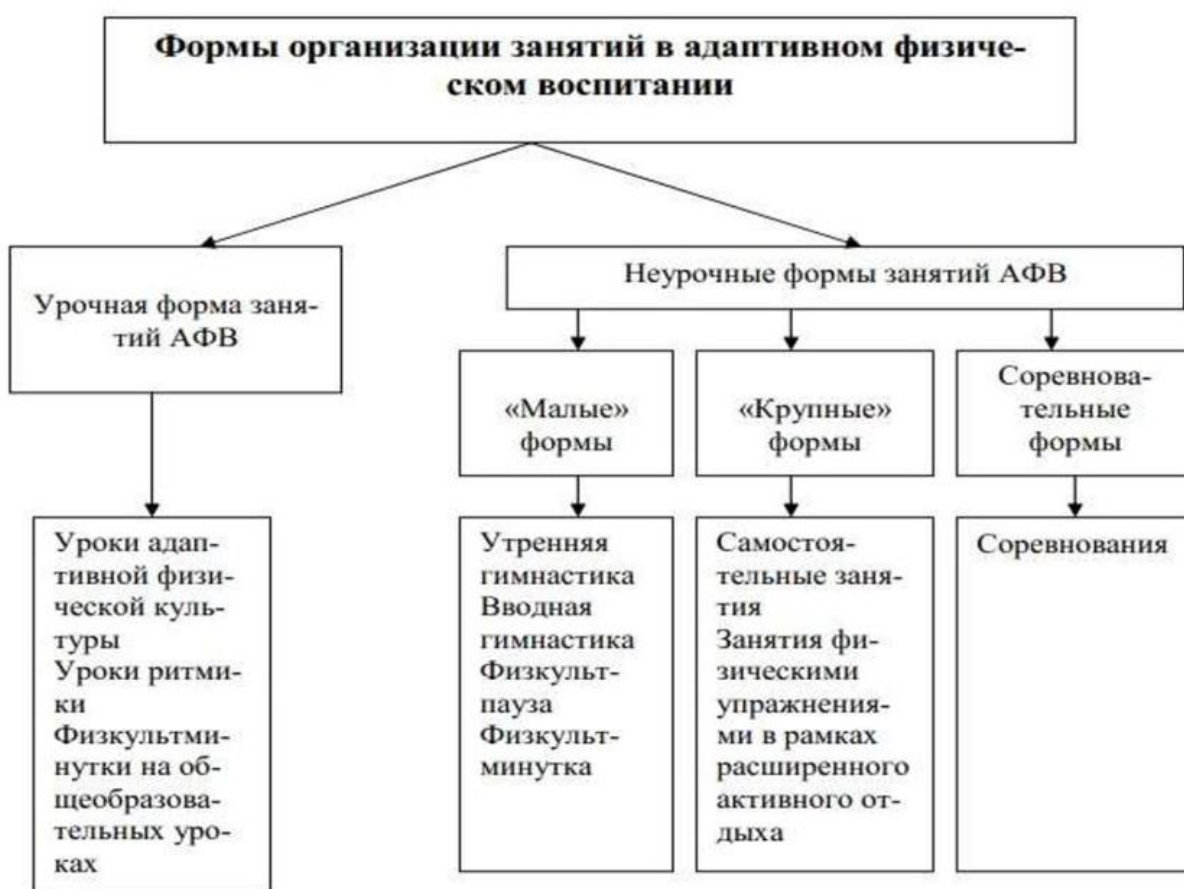 Формы организации занятий в адаптивном физиче-
ском воспитании
Урочная форма заня-
тий АФВ
Неурочные формы занятий АФВ
«Малые»
формы
«Крупные»
формы
Соревнова-
тельные
формы
Уроки адап-
тивной физи-
ческой куль-
туры
Уроки ритми-
ки
Физкультми-
нутки на об-
щеобразова-
тельных уро-
ках
Утренняя
гимнастика
Вводная
гимнастика
Физкульт-
пауза
Физкульт-
минутка
Самостоя-
тельные заня-
тия
Занятия фи-
зическими
упражнения-
ми в рамках
расширенного
активного от-
дыха
Соревнования